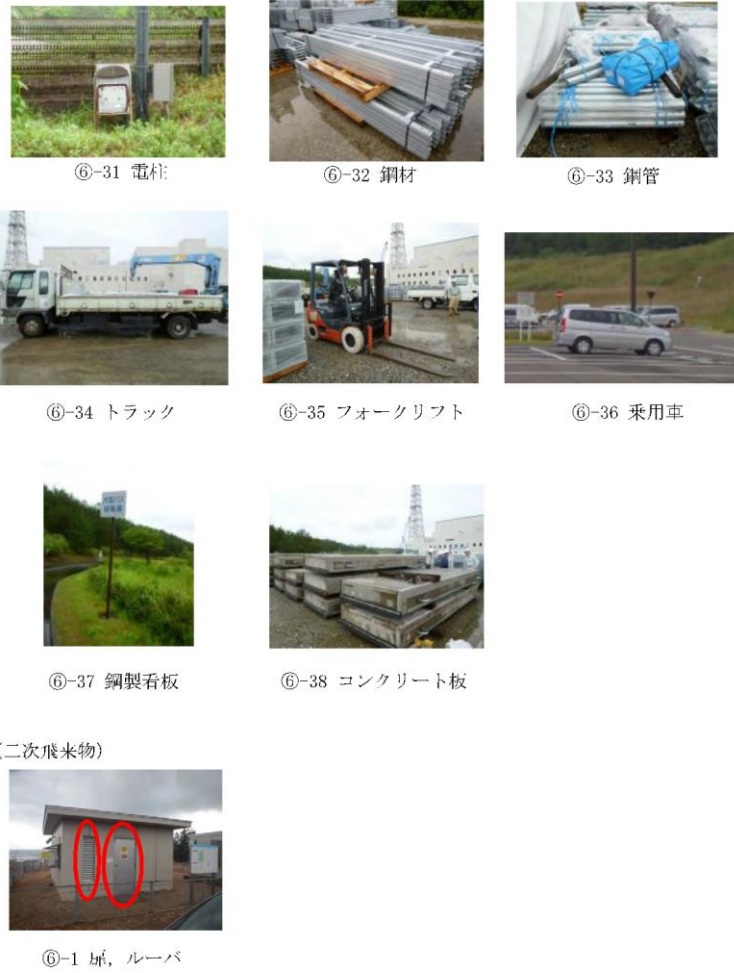 ⑥-31 電柱
⑥-32 鋼材
⑥-33 鋼管
⑥-34 トラック
⑥-35 フォークリフト
⑥-36 乗用車
⑥-37 鋼製看板
⑥-38 コンクリート板
(二次飛来物)
⑥-1 扉，ルーバ